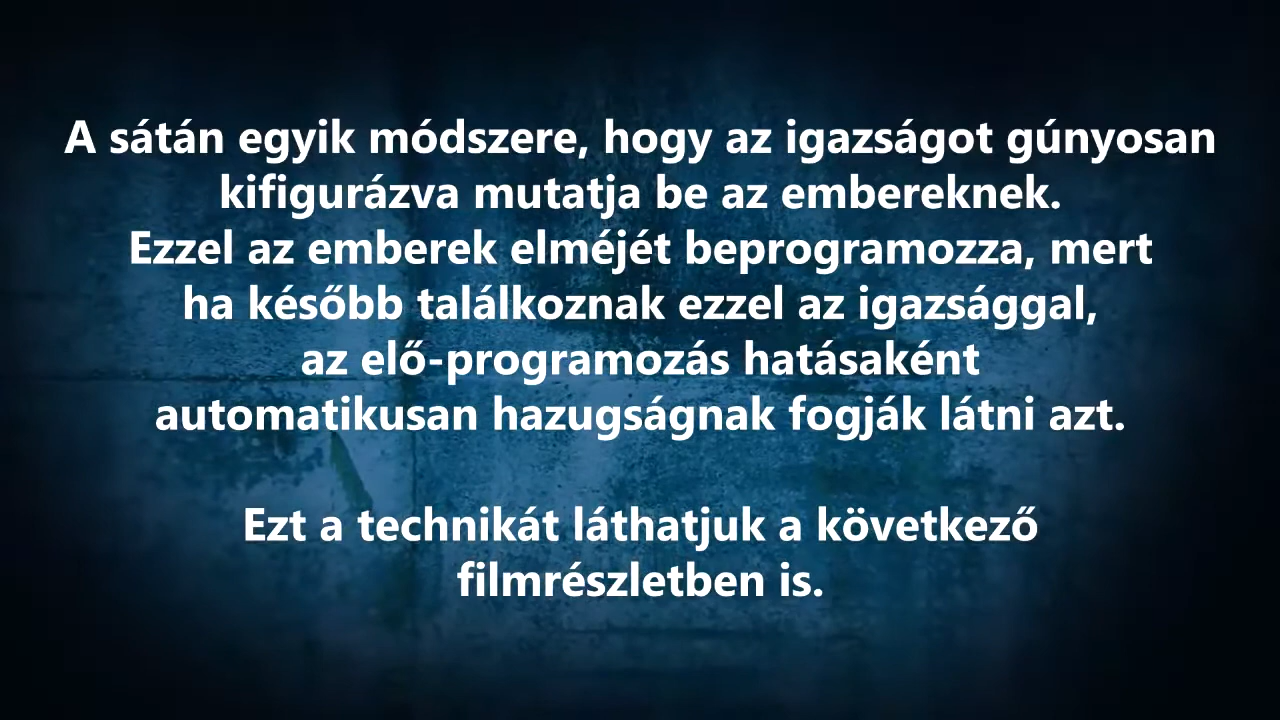 A sátán egyik módszere, hogy az igazságot gúnyosan
kifigurázva mutatja be az embereknek.
Ezzel az emberek elméjét beprogramozza, mert
ha később találkoznak ezzel az igazsággal,
az elő-programozás hatásaként
automatikusan hazugságnak fogják látni azt.
Ezt a technikát láthatjuk a következő
filmrészletben is.